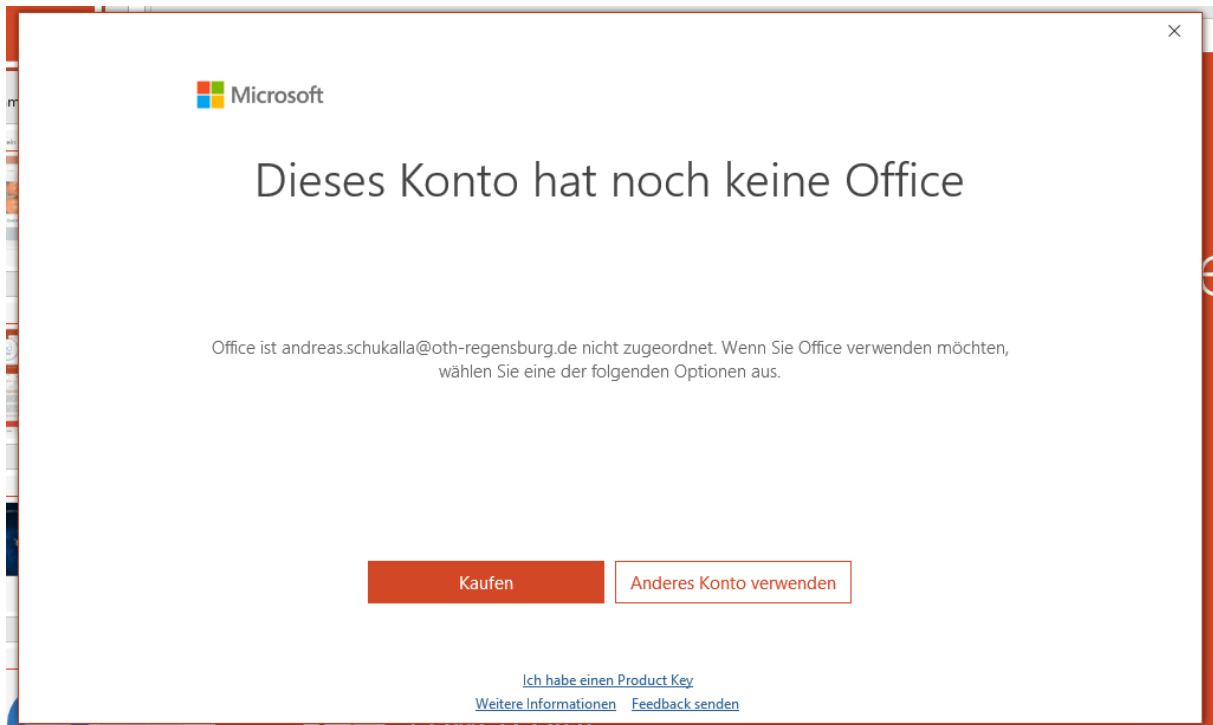 Microsoft
Dieses Konto hat noch keine Office
Office ist andreas.schukalla@oth-regensburg.de nicht zugeordnet. Wenn Sie Office verwenden möchten,
wählen Sie eine der folgenden Optionen aus.
Kaufen
Anderes Konto verwenden
Ich habe einen Product Key
Weitere Informationen
Feedback senden